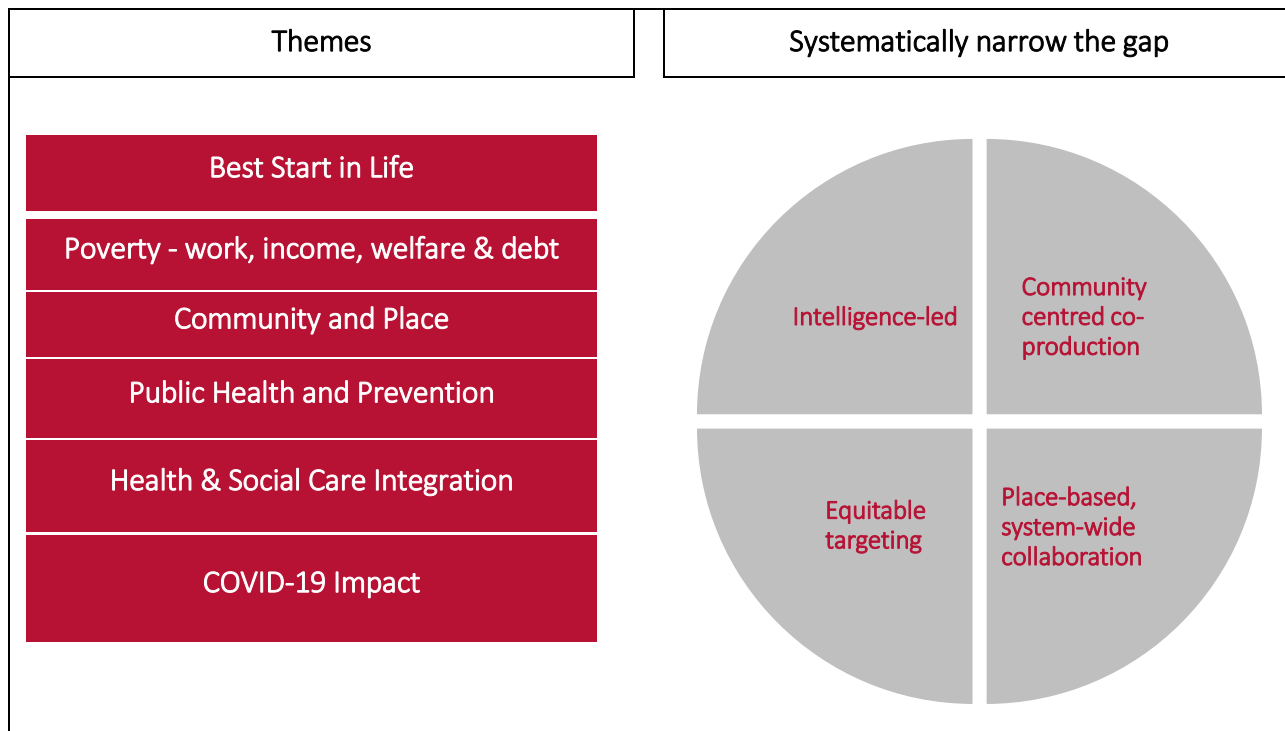 Themes
Systematically narrow the gap
Best Start in Life
Poverty - work, income, welfare & debt
Community and Place
Public Health and Prevention
Health & Social Care Integration
COVID-19 Impact
Intelligence-led
Community
centred co-
production
Equitable
targeting
Place-based,
system-wide
collaboration